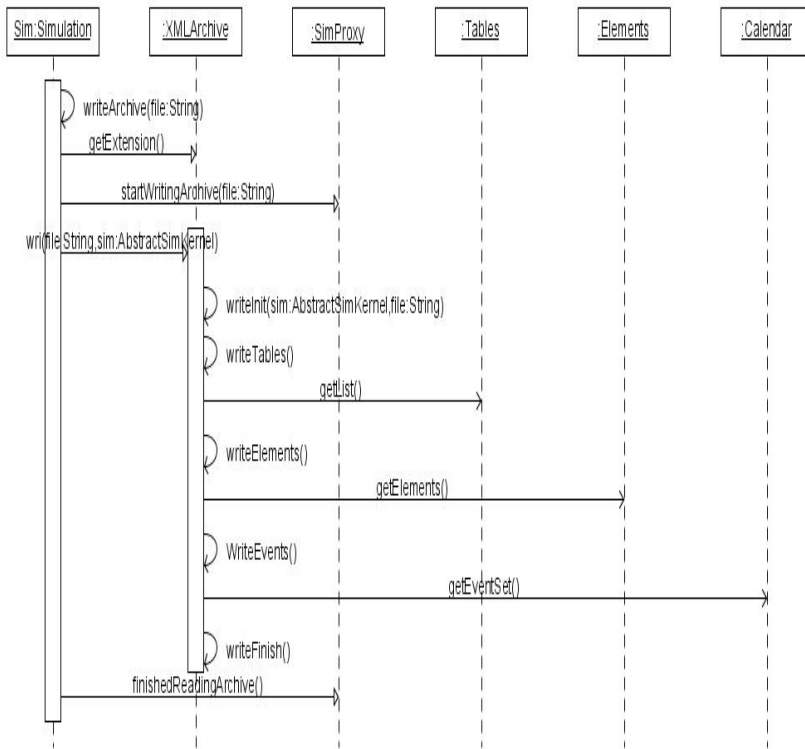 Sim:Simulation
:XMLArchive
:SimProxy
:Tables
:Elements
:Calendar
writeArchive(file:String)
getExtension()
startWritingArchive(file:String)
wri(file:String,sim:AbstractSimKernel)
writeInit(sim:AbstractSimKernel,file:String)
writeTables()
getList()
writeElements()
getElements()
WriteEvents()
getEventSet()
writeFinish()
finishedReadingArchive()